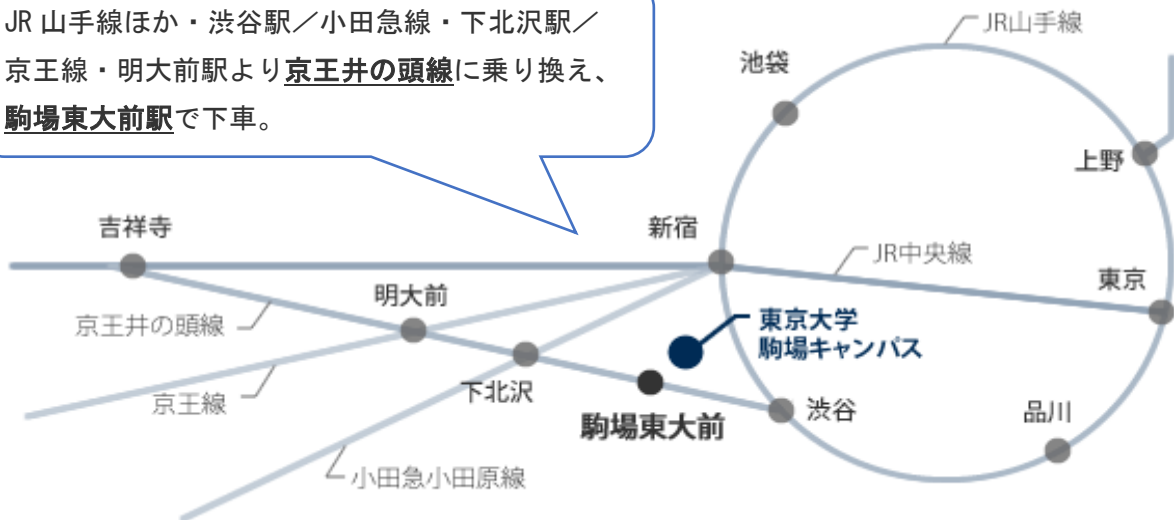 JR 山手線ほか・渋谷駅／小田急線・下北沢駅／
京王線・明大前駅より京王井の頭線に乗り換え、
駒場東大前駅で下車。
JR山手線
池袋
上野
吉祥寺
新宿
JR中央線
東京
明大前
京王井の頭線
東京大学
駒場キャンパス
京王線
下北沢
渋谷
品川
駒場東大前
小田急小田原線